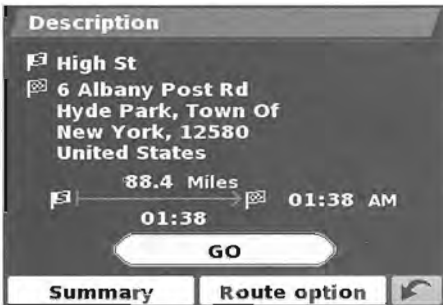 Description
High St
6 Albany Post Rd
Hyde Park, Town Of
New York, 12580
United States
88.4 Miles
01:38 AM
01:38
GO
Summary
Route option